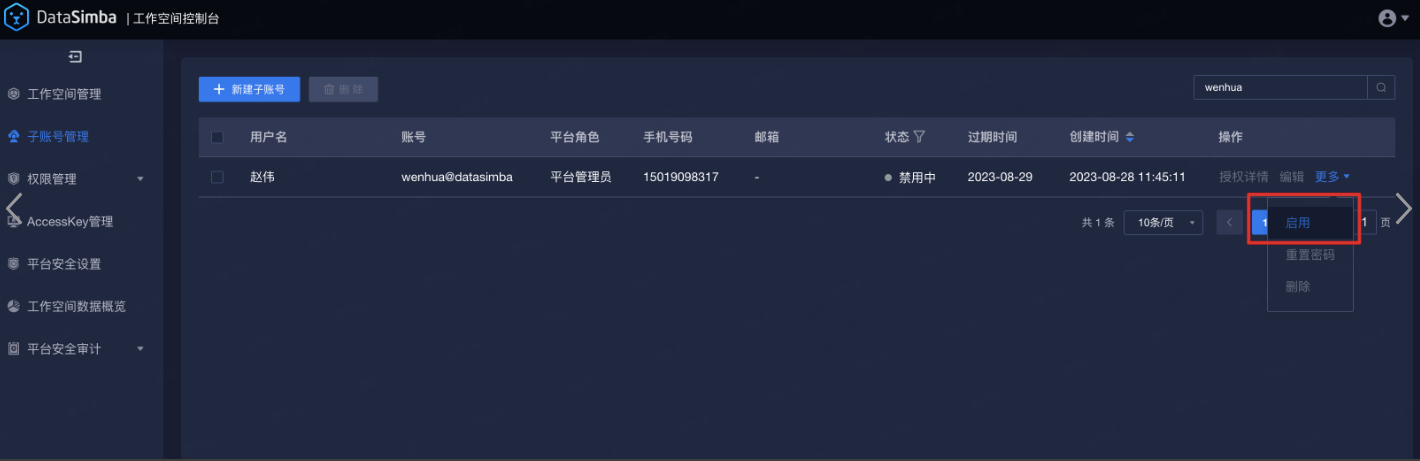 DataSimba | 工作空间控制台
工作空间管理
子账号管理
权限管理
AccessKey管理
平台安全设置
工作空间数据概览
平台安全审计
新建子账号 删除
wenhua
用户名 账号 平台角色 手机号码 邮箱 状态 过期时间 创建时间 操作
赵伟 wenhua@datasimba 平台管理员 15019098317 - 禁用中 2023-08-29 2023-08-28 11:45:11 授权详情 编辑 更多
共 1 条 10条/页 1 1 页
启用
重置密码
删除